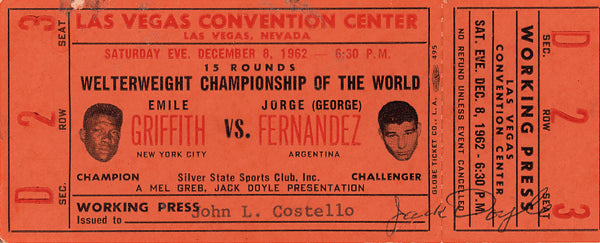 3
SEAT
2
ROW
D
SEC.
LAS VEGAS CONVENTION CENTER
LAS VEGAS, NEVADA
SATURDAY EVE. DECEMBER 8, 1962 — 6:30 P.M.
15 ROUNDS
WELTERWEIGHT CHAMPIONSHIP OF THE WORLD
EMILE
GRIFFITH
NEW YORK CITY
VS.
JORGE (GEORGE)
FERNANDEZ
ARGENTINA
CHAMPION
Silver State Sports Club, Inc.
CHALLENGER
A MEL GREB, JACK DOYLE PRESENTATION
WORKING PRESS
Issued to
John L. Costello
Jack Doyle
495
GLOBE TICKET CO., L.A.
NO REFUND UNLESS EVENT CANCELLED
SAT. EVE. DEC. 8, 1962 - 6:30 P.M.
LAS VEGAS
CONVENTION CENTER
WORKING PRESS
SEC.
D
ROW
2
SEAT
3